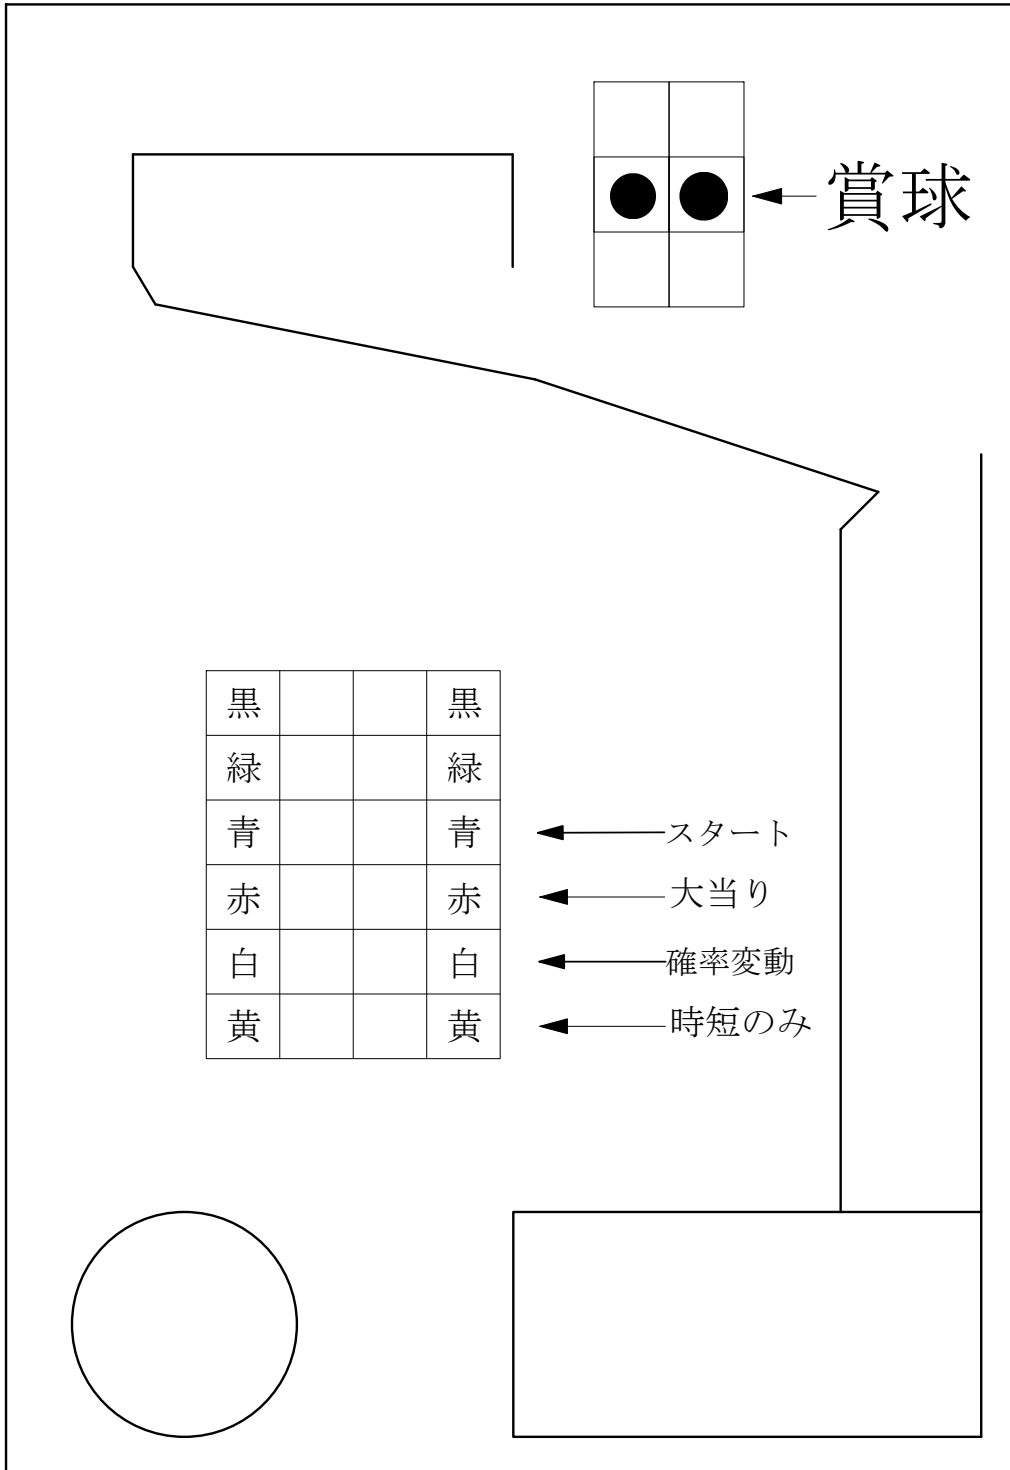 賞球
黒 黒
緑 緑
青 青 スタート
赤 赤 大当り
白 白 確率変動
黄 黄 時短のみ